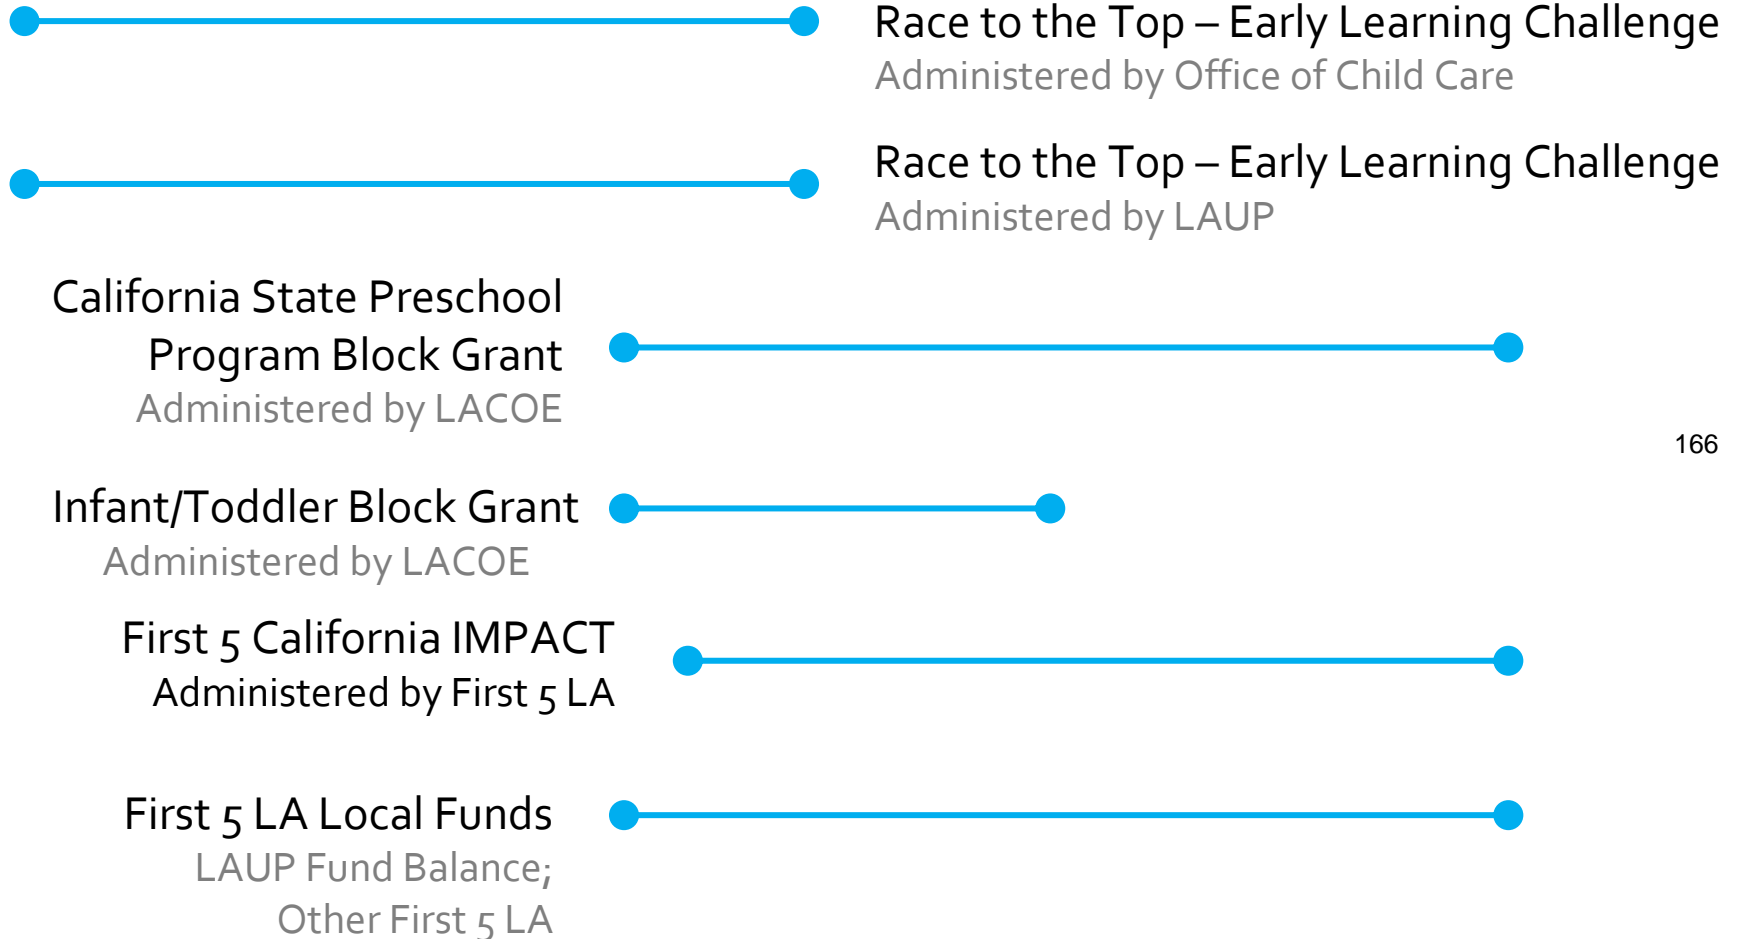 Race to the Top – Early Learning Challenge
Administered by Office of Child Care
Race to the Top – Early Learning Challenge
Administered by LAUP
California State Preschool
Program Block Grant
Administered by LACOE
166
Infant/Toddler Block Grant
Administered by LACOE
First 5 California IMPACT
Administered by First 5 LA
First 5 LA Local Funds
LAUP Fund Balance;
Other First 5 LA